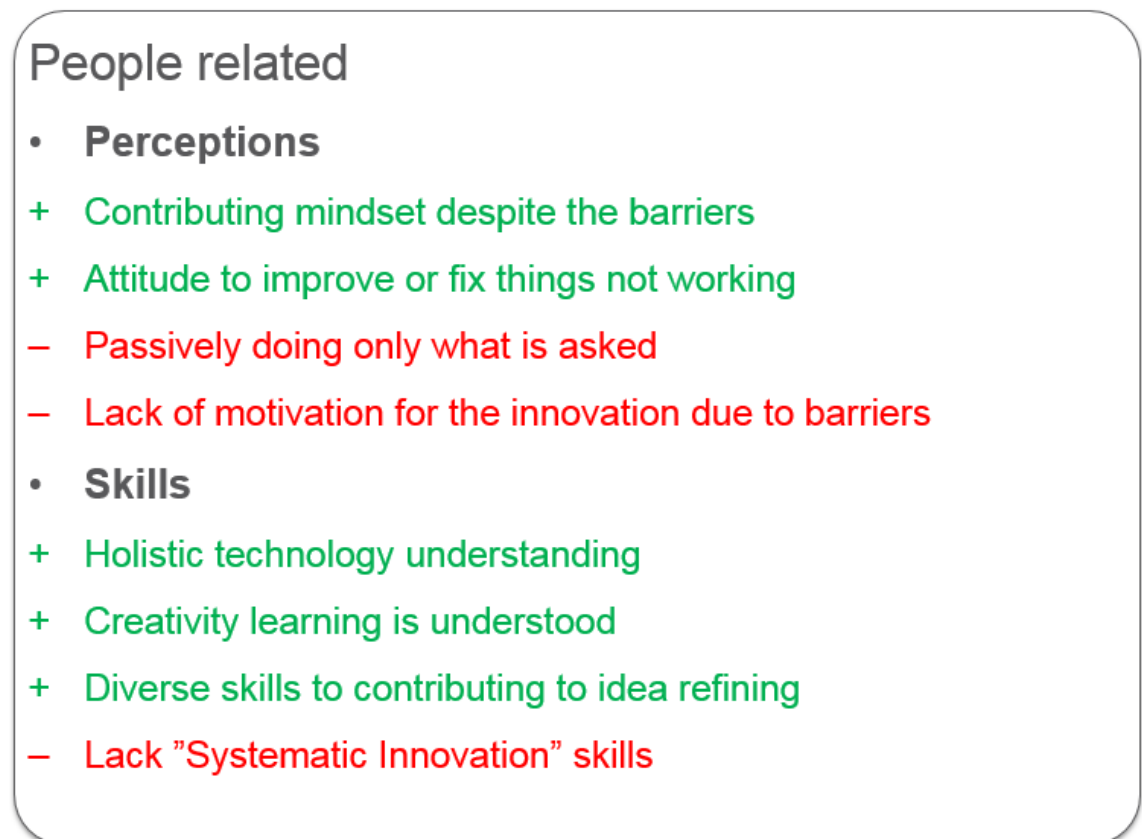 People related
• Perceptions
+ Contributing mindset despite the barriers
+ Attitude to improve or fix things not working
– Passively doing only what is asked
– Lack of motivation for the innovation due to barriers
• Skills
+ Holistic technology understanding
+ Creativity learning is understood
+ Diverse skills to contributing to idea refining
– Lack ”Systematic Innovation” skills